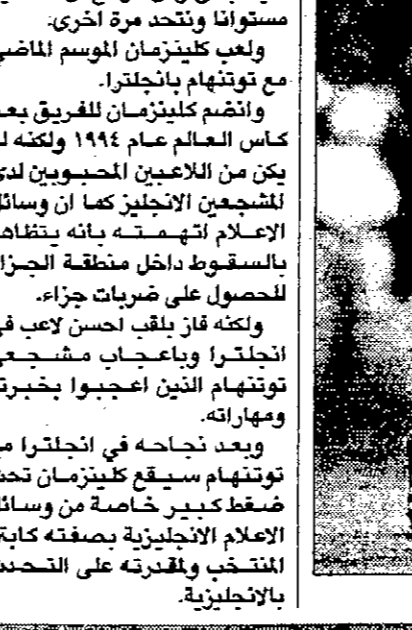 مستوانا ونتحد مرة اخرى.
ولعب كلينزمان الموسم الماضي
مع توتنهام بانجلترا.
وانضم كلينزمان للفريق بعد
كأس العالم عام ١٩٩٤ ولكنه لم
يكن من اللاعبين المحبوبين لدى
المشجعين الانجليز كما ان وسائل
الاعلام اتهمته بانه يتظاهر
بالسقوط داخل منطقة الجزاء
للحصول على ضربات جزاء.
ولكنه فاز بلقب احسن لاعب في
انجلترا وباعجاب مشجعي
توتنهام الذين اعجبوا بخبرته
ومهاراته.
وبعد نجاحه في انجلترا مع
توتنهام سيقع كلينزمان تحت
ضغط كبير خاصة من وسائل
الاعلام الانجليزية بصفته كابتن
المنتخب ولمقدرته على التحدث
بالانجليزية.